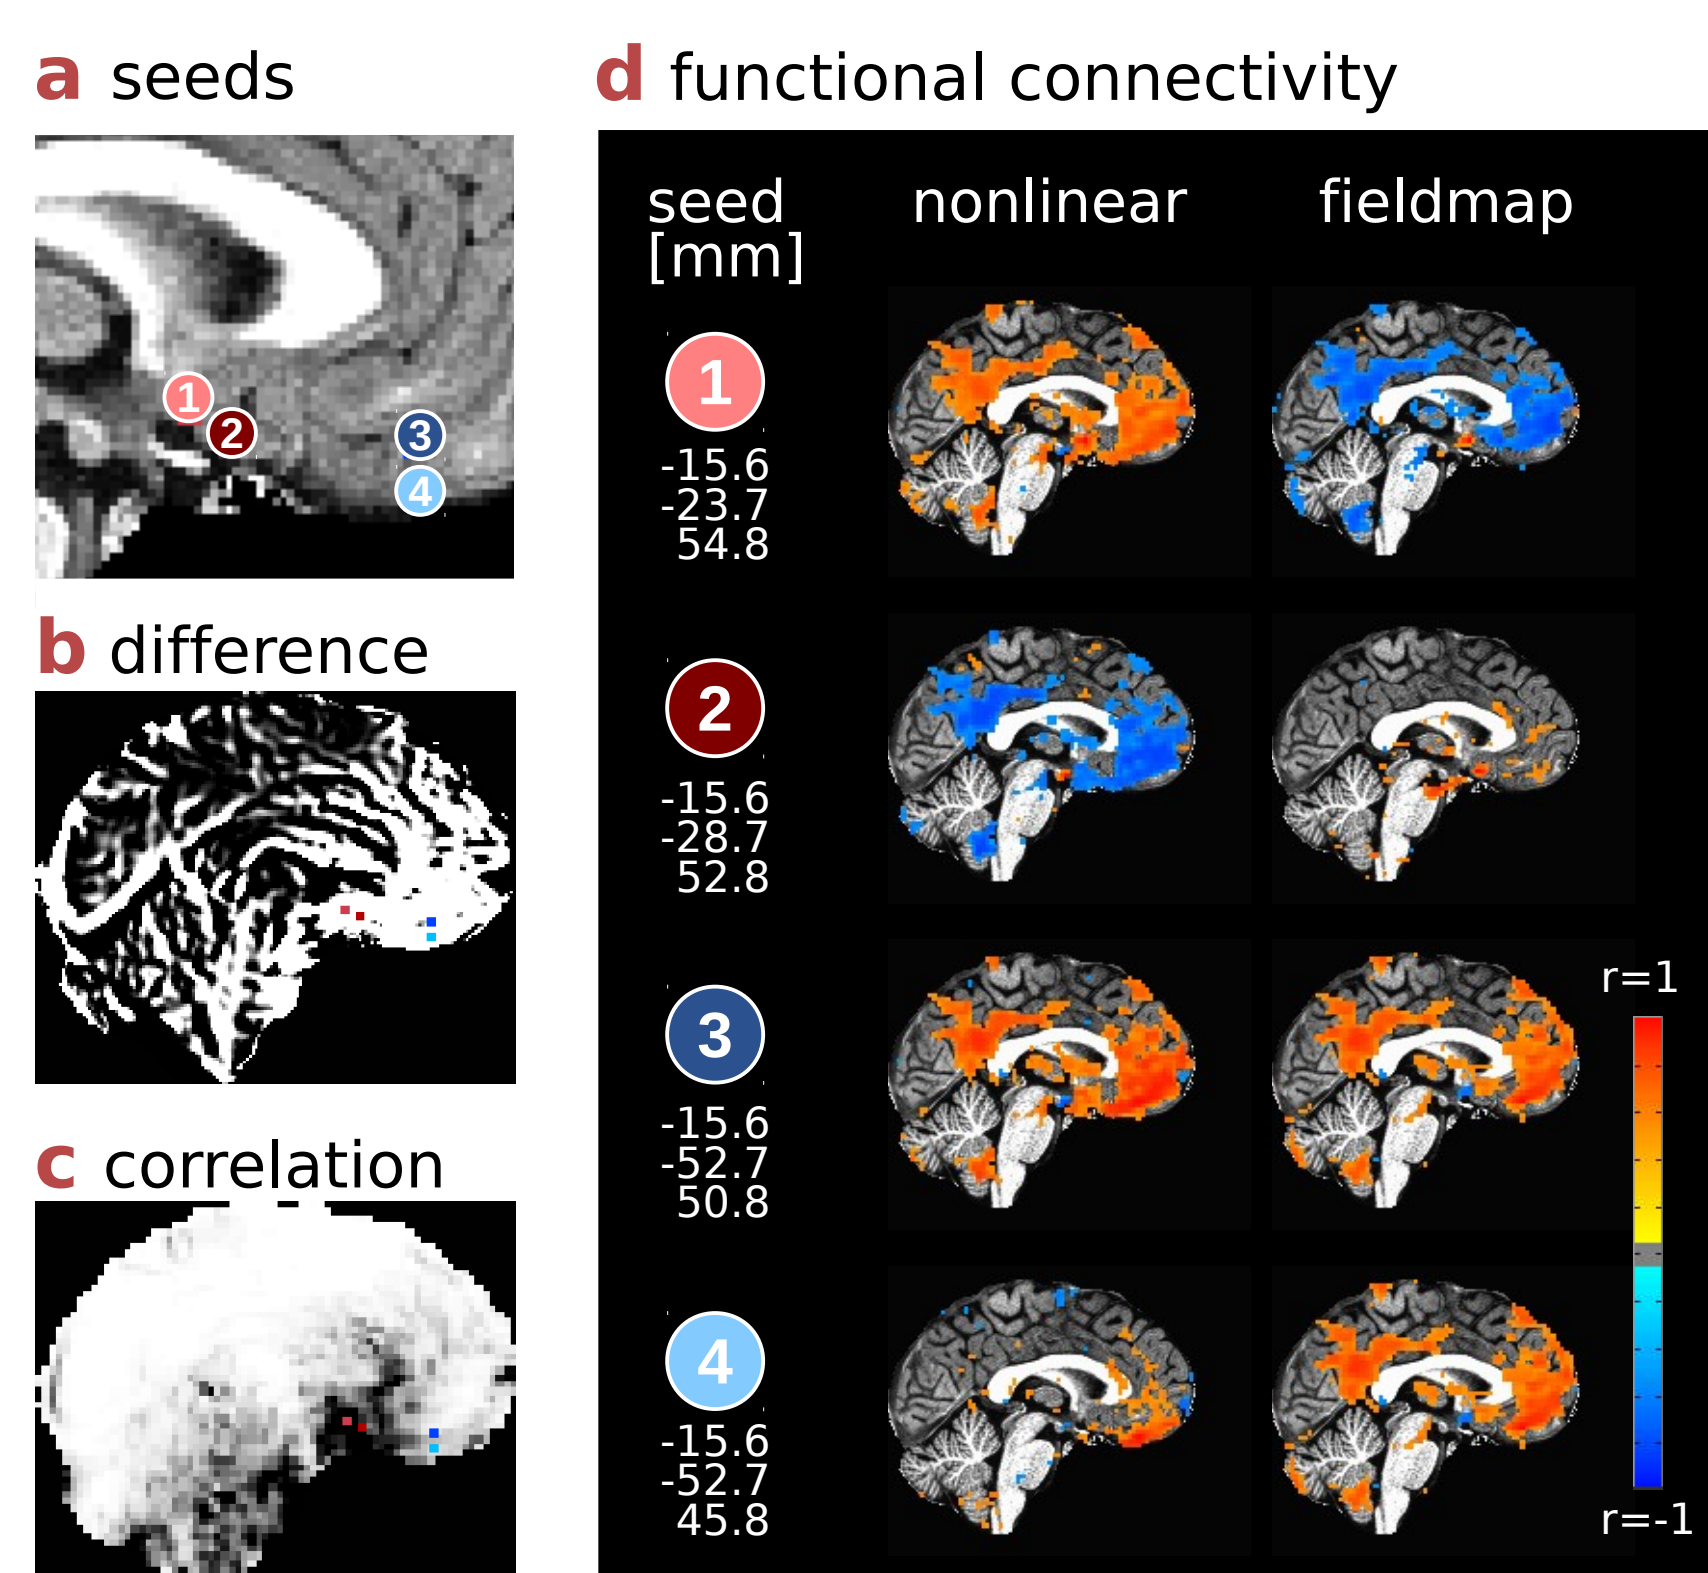 a seeds
1
2
3
4
b difference
c correlation
d functional connectivity
seed
[mm]
nonlinear
fieldmap
1
-15.6
-23.7
54.8
2
-15.6
-28.7
52.8
3
-15.6
-52.7
50.8
4
-15.6
-52.7
45.8
r=1
r=-1